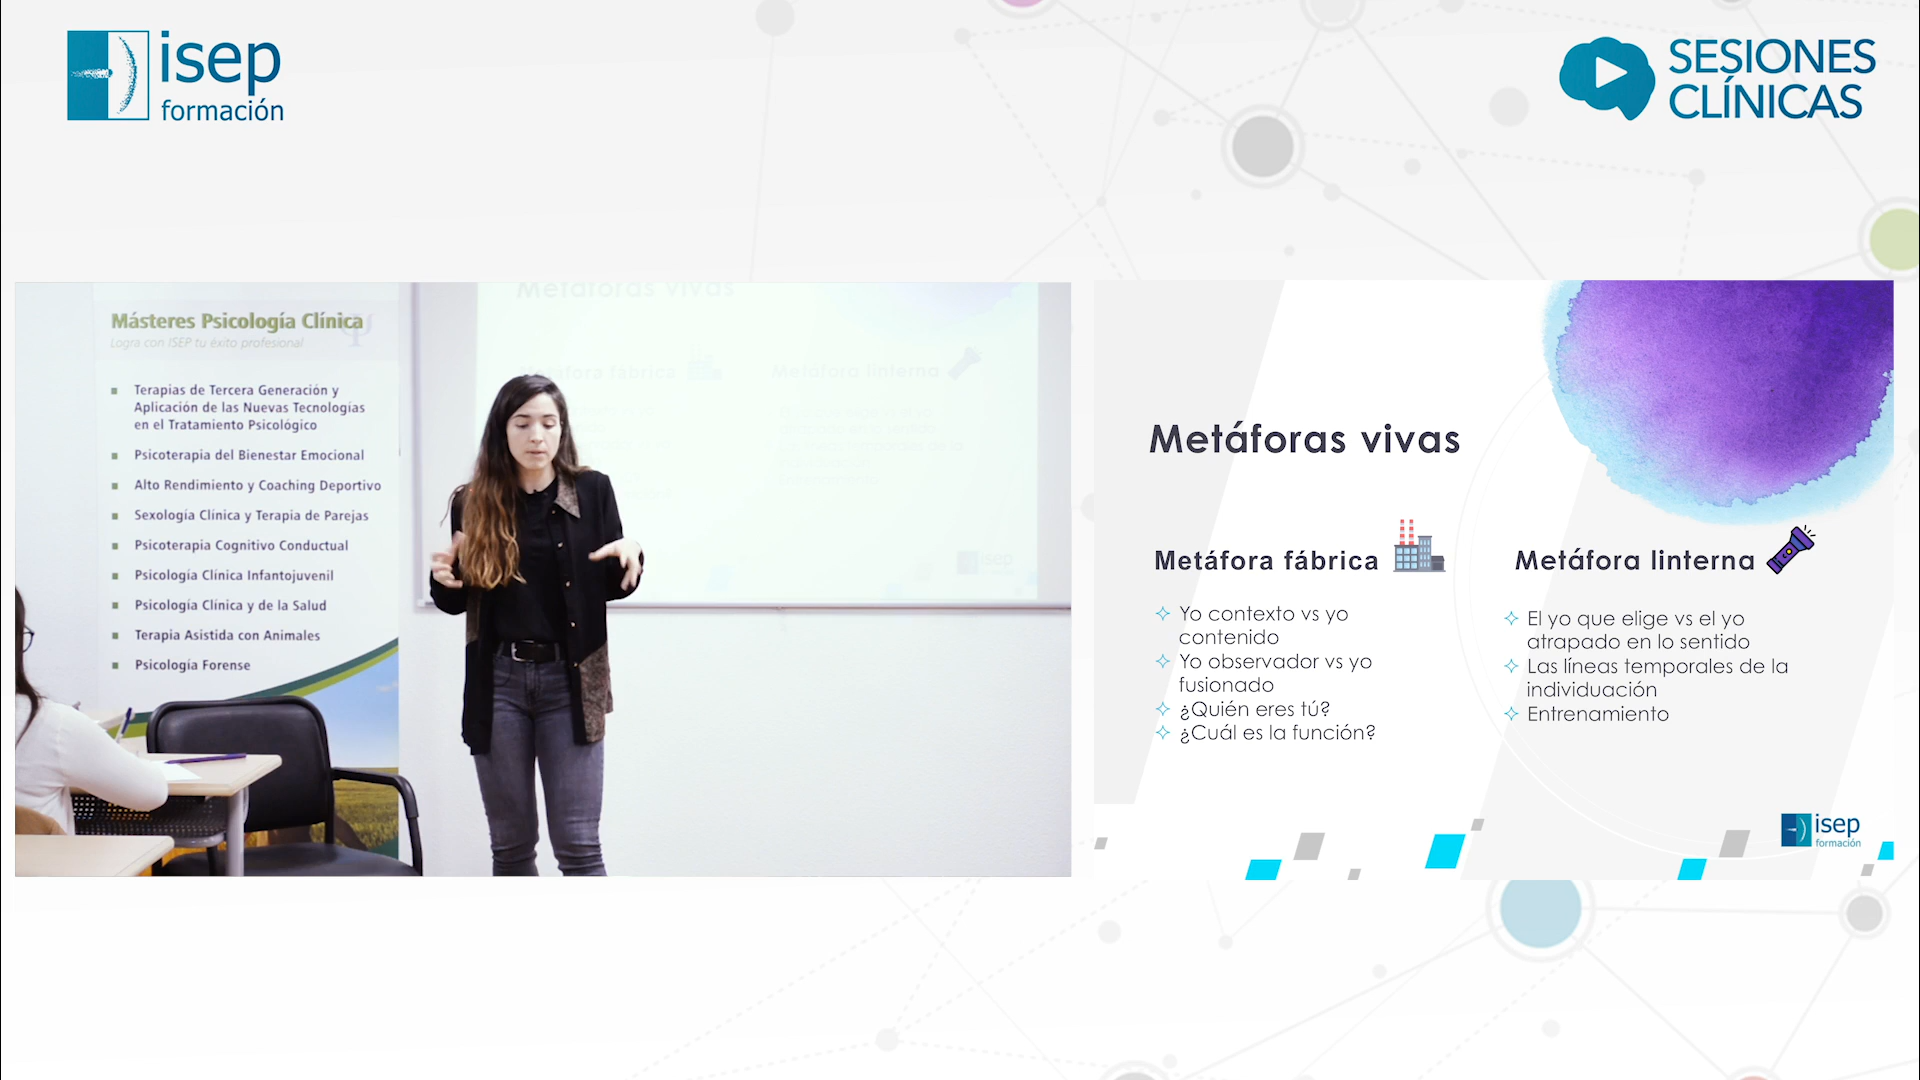 isep
formación
SESIONES
CLÍNICAS
Másteres Psicología Clínica
Logra con ISEP tu éxito profesional
Terapias de Tercera Generación y
Aplicación de las Nuevas Tecnologías
en el Tratamiento Psicológico
Psicoterapia del Bienestar Emocional
Alto Rendimiento y Coaching Deportivo
Sexología Clínica y Terapia de Parejas
Psicoterapia Cognitivo Conductual
Psicología Clínica Infantojuvenil
Psicología Clínica y de la Salud
Terapia Asistida con Animales
Psicología Forense
Metáforas vivas
Metáfora fábrica
Metáfora linterna
isep
Metáforas vivas
Metáfora fábrica
Yo contexto vs yo
contenido
Yo observador vs yo
fusionado
¿Quién eres tú?
¿Cuál es la función?
Metáfora linterna
El yo que elige vs el yo
atrapado en lo sentido
Las líneas temporales de la
individuación
Entrenamiento
isep
formación